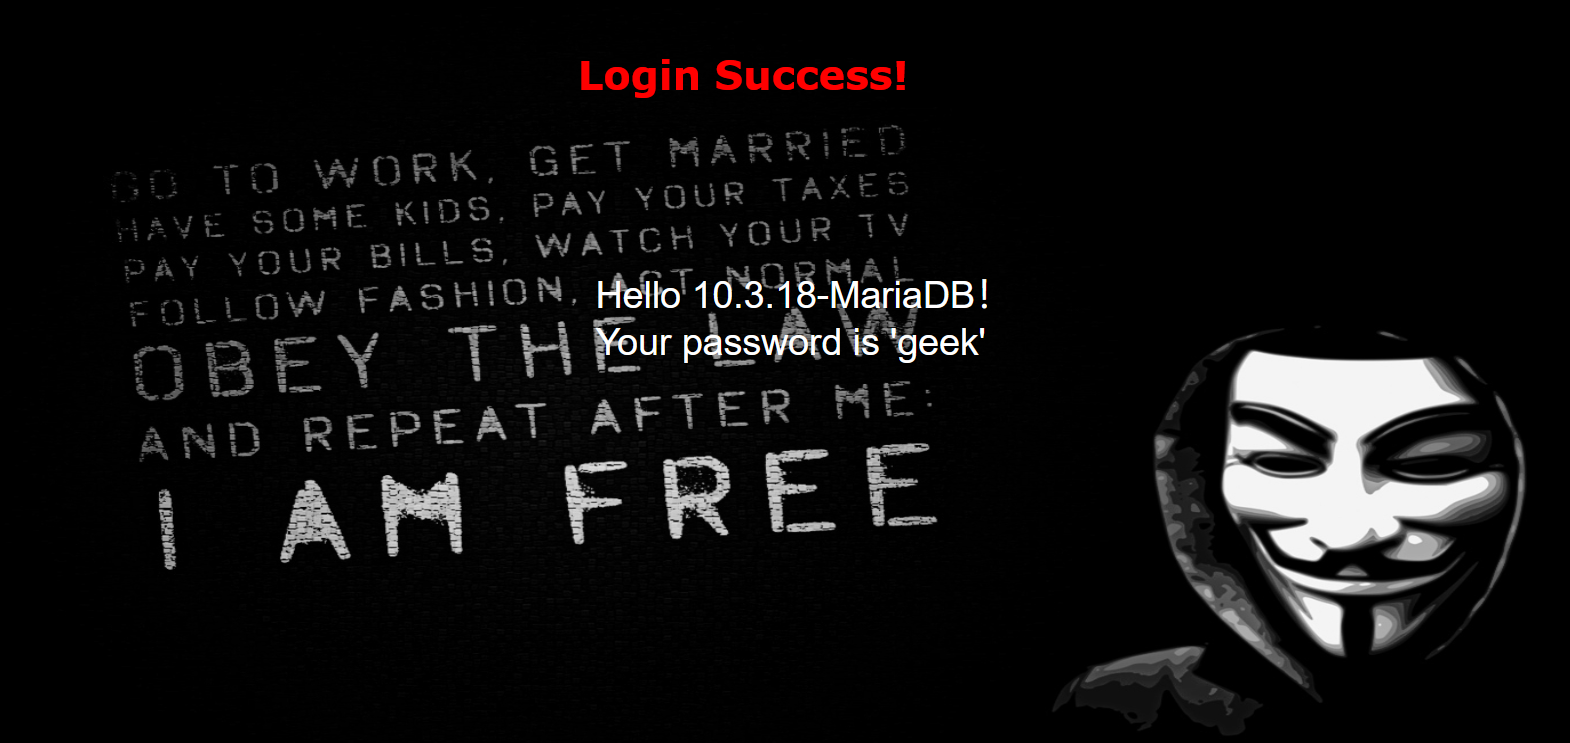 Login Success!
GO TO WORK, GET MARRIED
HAVE SOME KIDS, PAY YOUR TAXES
PAY YOUR BILLS, WATCH YOUR TV
FOLLOW FASHION, ACT NORMAL
Hello 10.3.18-MariaDB！
OBEY THE LAW
Your password is 'geek'
AND REPEAT AFTER ME:
I AM FREE